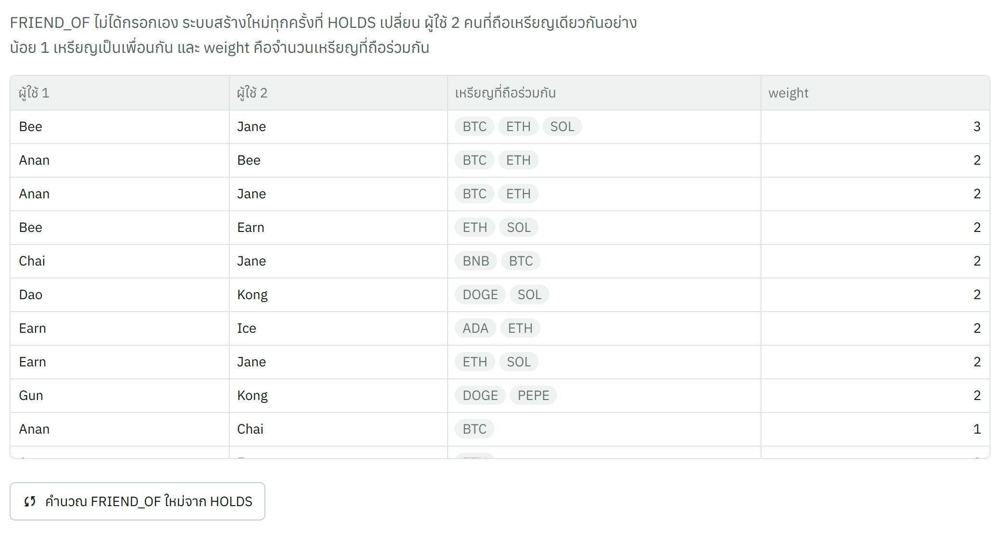 FRIEND_OF ไม่ได้กรอกเอง ระบบสร้างใหม่ทุกครั้งที่ HOLDS เปลี่ยน ผู้ใช้ 2 คนที่ถือเหรียญเดียวกันอย่าง
น้อย 1 เหรียญเป็นเพื่อนกัน และ weight คือจำนวนเหรียญที่ถือร่วมกัน
ผู้ใช้ 1 ผู้ใช้ 2 เหรียญที่ถือร่วมกัน weight
Bee Jane BTC ETH SOL 3
Anan Bee BTC ETH 2
Anan Jane BTC ETH 2
Bee Earn ETH SOL 2
Chai Jane BNB BTC 2
Dao Kong DOGE SOL 2
Earn Ice ADA ETH 2
Earn Jane ETH SOL 2
Gun Kong DOGE PEPE 2
Anan Chai BTC 1
คำนวณ FRIEND_OF ใหม่จาก HOLDS